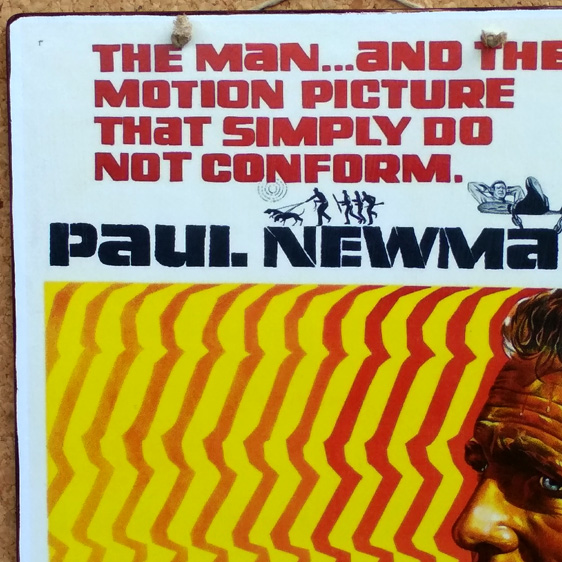 THE MAN...AND THE
MOTION PICTURE
THAT SIMPLY DO
NOT CONFORM.
PAUL NEWMA